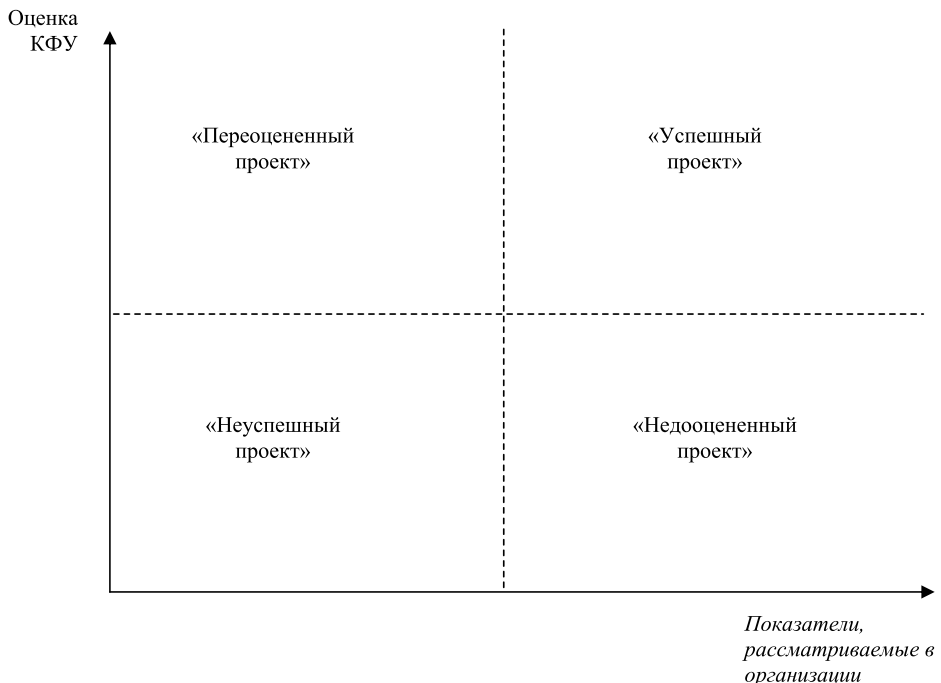 Оценка
КФУ
«Переоцененный
проект»
«Успешный
проект»
«Неуспешный
проект»
«Недооцененный
проект»
Показатели,
рассматриваемые в
организации